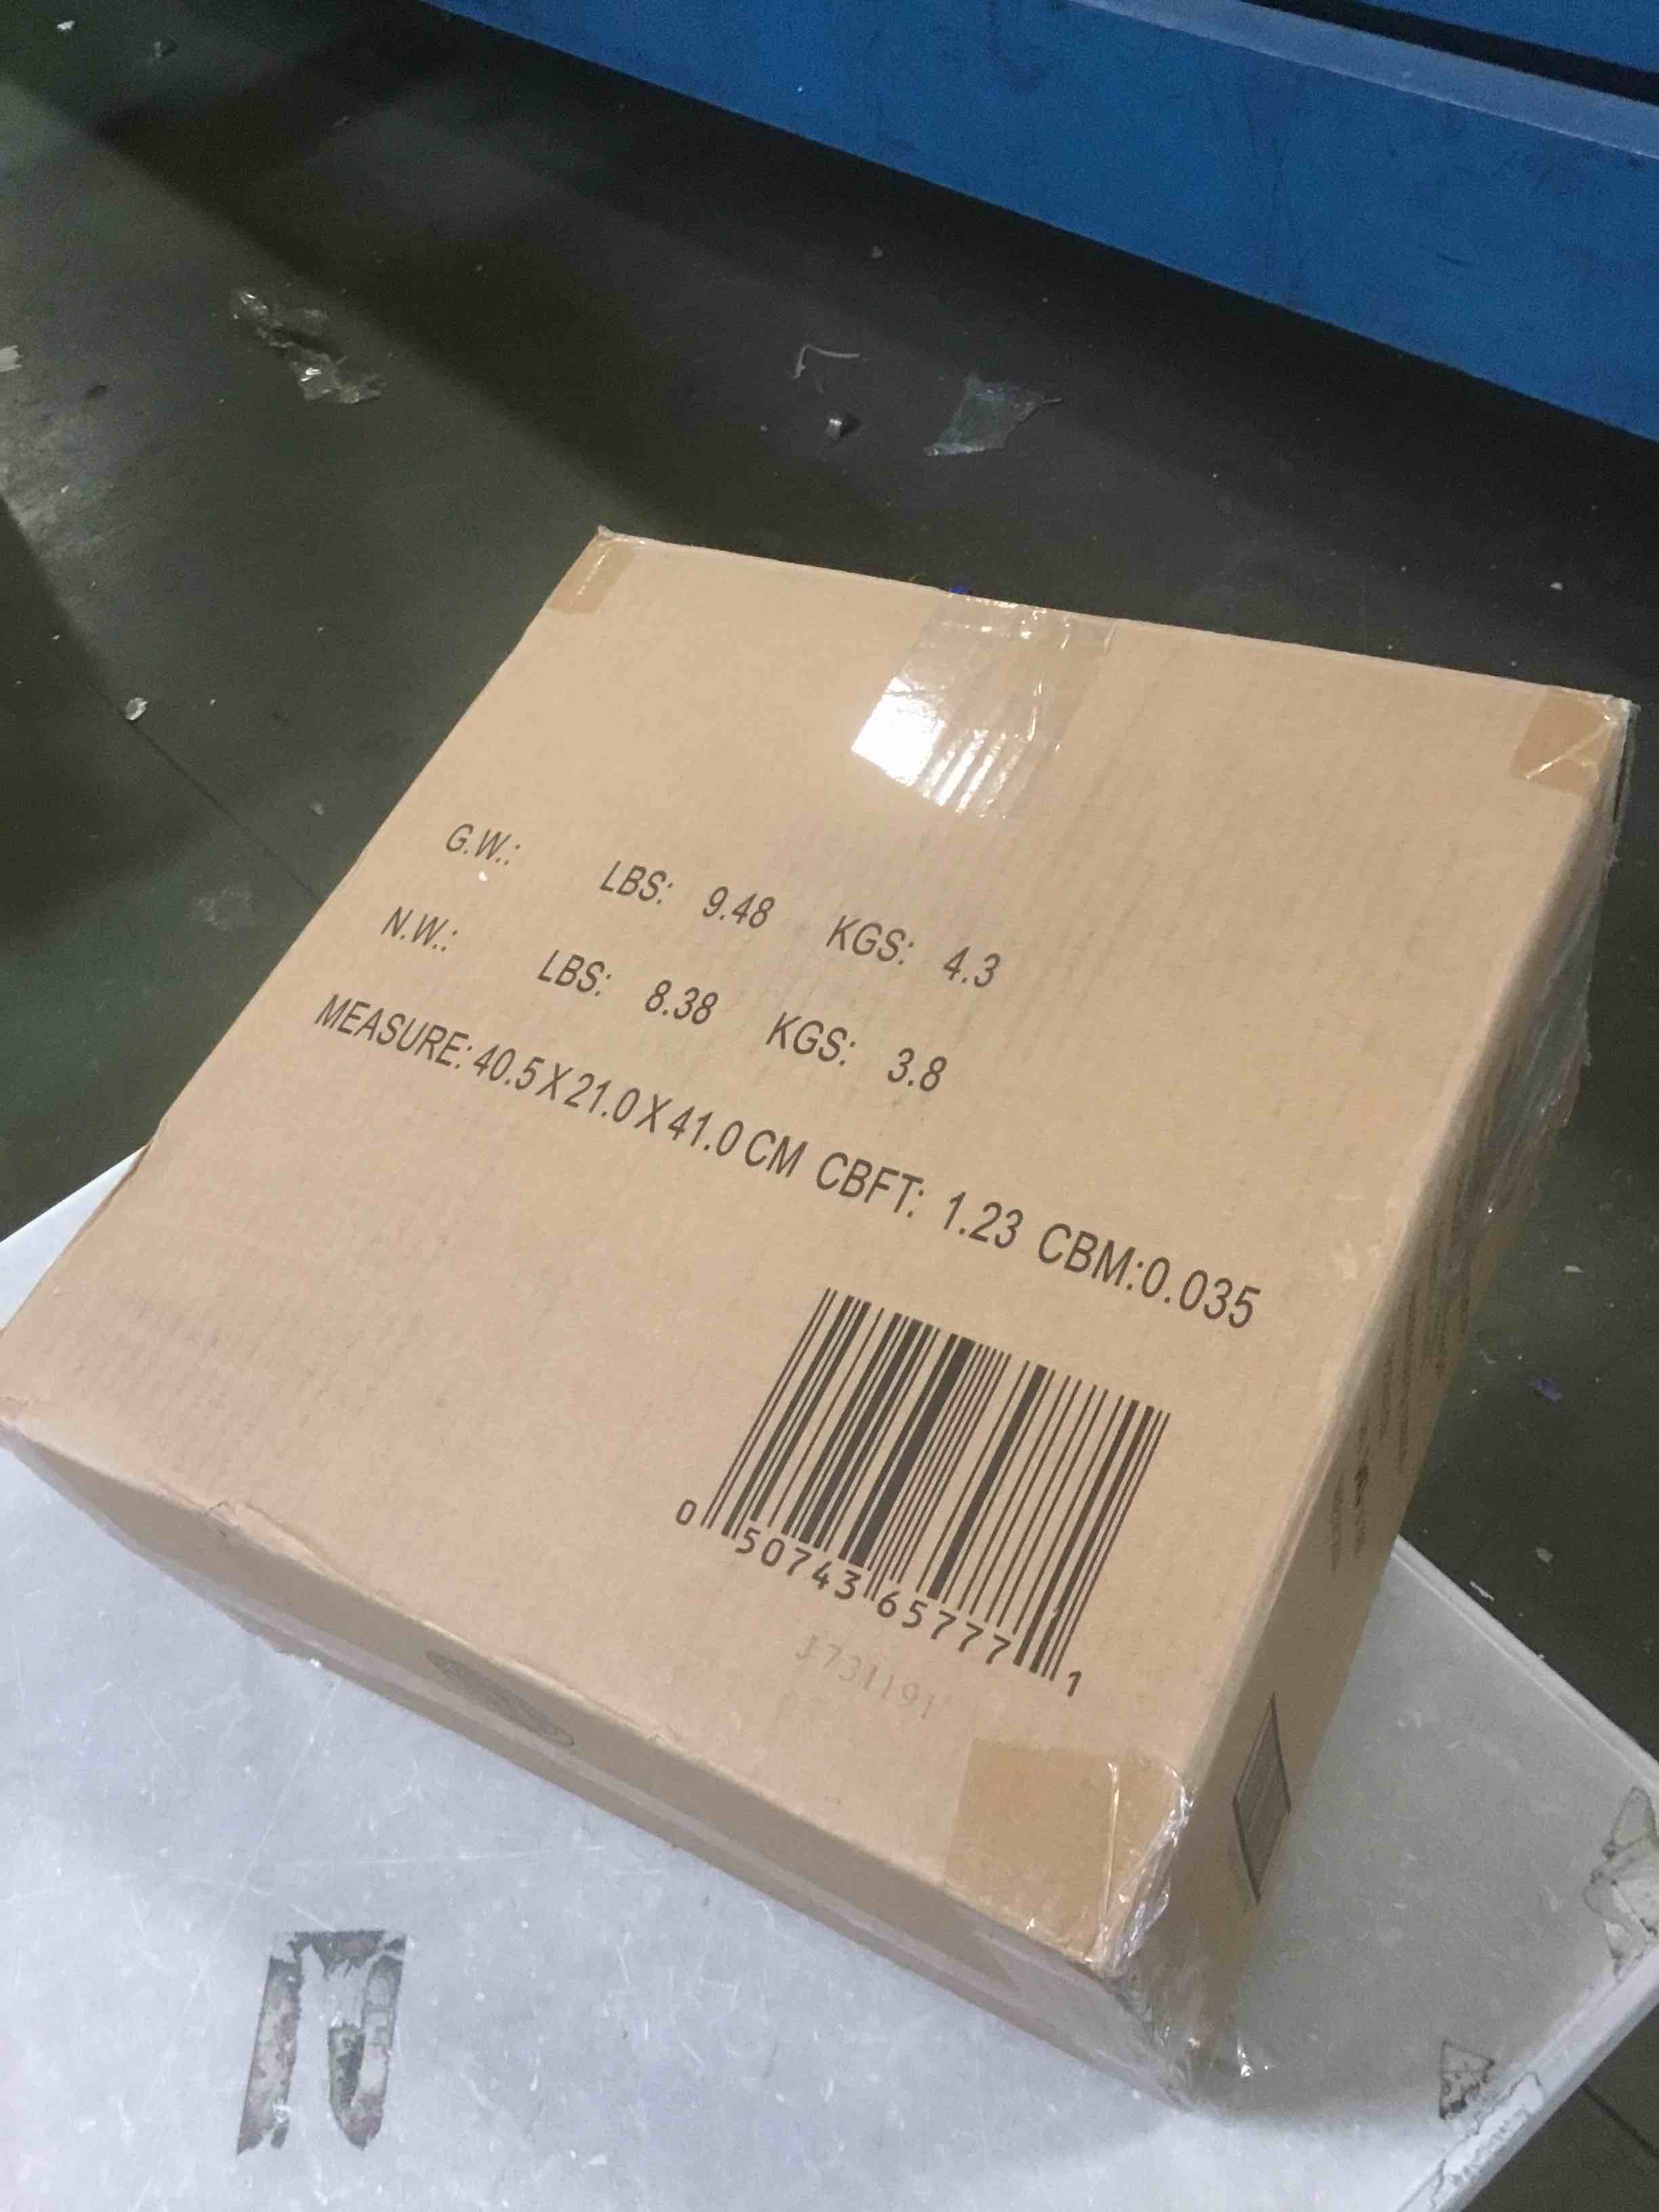 G.W.: LBS: 9.48 KGS: 4.3
N.W.: LBS: 8.38 KGS: 3.8
MEASURE: 40.5 X 21.0 X 41.0 CM CBFT: 1.23 CBM:0.035
0 50743 65777 1
1731191